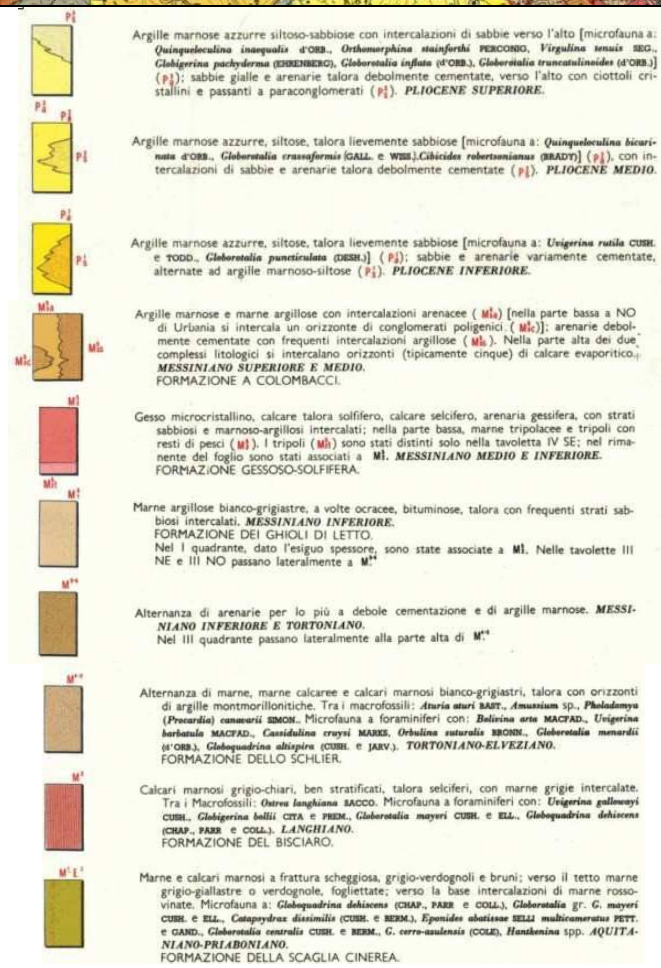 Argille marnose azzurre siltoso-sabbiose con intercalazioni di sabbie verso l'alto [microfauna a:
Quinqueloculina inaequalis d'ORB., Orthomorphina stainforthi PERCONIG, Virgulina tenuis SEG.,
Globigerina pachyderma (EHRENBERG), Globorotalia inflata (d'ORB.), Globorotalia truncatulinoides (d'ORB.)]
( ); sabbie gialle e arenarie talora debolmente cementate, verso l'alto con ciottoli cri-
stallini e passanti a paraconglomerati ( ). PLIOCENE SUPERIORE.
Argille marnose azzurre, siltose, talora lievemente sabbiose [microfauna a: Quinqueloculina bicari-
nata d'ORB., Globorotalia crassaformis (GALL. e WISS.).Cibicides robertsonianus (BRADY)] ( ), con in-
tercalazioni di sabbie e arenarie talora debolmente cementate ( ). PLIOCENE MEDIO.
Argille marnose azzurre, siltose, talora lievemente sabbiose [microfauna a: Uvigerina rutila CUSH.
e TODD., Globorotalia puncticulata (DESH.)] ( ); sabbie e arenarie variamente cementate,
alternate ad argille marnoso-siltose ( ). PLIOCENE INFERIORE.
Argille marnose e marne argillose con intercalazioni arenacee ( ) [nella parte bassa a NO
di Urbania si intercala un orizzonte di conglomerati poligenici ( )]; arenarie debol-
mente cementate con frequenti intercalazioni argillose ( ). Nella parte alta dei due
complessi litologici si intercalano orizzonti (tipicamente cinque) di calcare evaporitico.
MESSINIANO SUPERIORE E MEDIO.
FORMAZIONE A COLOMBACCI.
Gesso microcristallino, calcare talora solfifero, calcare selcifero, arenaria gessifera, con strati
sabbiosi e marnoso-argillosi intercalati; nella parte bassa, marne tripolacee e tripoli con
resti di pesci ( ). I tripoli ( ) sono stati distinti solo nella tavoletta IV SE; nel rima-
nente del foglio sono stati associati a . MESSINIANO MEDIO E INFERIORE.
FORMAZIONE GESSOSO-SOLFIFERA.
Marne argillose bianco-grigiastre, a volte ocracee, bituminose, talora con frequenti strati sab-
biosi intercalati. MESSINIANO INFERIORE.
FORMAZIONE DEI GHIOLI DI LETTO.
Nel I quadrante, dato l'esiguo spessore, sono state associate a . Nelle tavolette III
NE e III NO passano lateralmente a
Alternanza di arenarie per lo più a debole cementazione e di argille marnose. MESSI-
NIANO INFERIORE E TORTONIANO.
Nel III quadrante passano lateralmente alla parte alta di
Alternanza di marne, marne calcaree e calcari marnosi bianco-grigiastri, talora con orizzonti
di argille montmorillonitiche. Tra i macrofossili: Aturia aturi BAST., Amussium sp., Pholadomya
(Procardia) canavarii SIMON.. Microfauna a foraminiferi con: Bolivina arta MACFAD., Uvigerina
barbatula MACFAD., Cassidulina cruysi MARKS, Orbulina suturalis BRONN., Globorotalia menardii
(d'ORB.), Globoquadrina altispira (CUSH. e JARV.). TORTONIANO-ELVEZIANO.
FORMAZIONE DELLO SCHLIER.
Calcari marnosi grigio-chiari, ben stratificati, talora selciferi, con marne grigie intercalate.
Tra i Macrofossili: Ostrea langhiana SACCO. Microfauna a foraminiferi con: Uvigerina gallowayi
CUSH., Globigerina bollii CITA e PREM., Globorotalia mayeri CUSH. e ELL., Globoquadrina dehiscens
(CHAP., PARR e COLL.). LANGHIANO.
FORMAZIONE DEL BISCIARO.
Marne e calcari marnosi a frattura scheggiosa, grigio-verdognoli e bruni; verso il tetto marne
grigio-giallastre o verdognole, fogliettate; verso la base intercalazioni di marne rosso-
vinate. Microfauna a: Globoquadrina dehiscens (CHAP., PARR e COLL.), Globorotalia gr. G. mayeri
CUSH. e ELL., Catapsydrax dissimilis (CUSH. e BERM.), Eponides abatissae SELLI multicameratus PETT.
e GAND., Globorotalia centralis CUSH. e BERM., G. cerro-azulensis (COLE), Hantkenina spp. AQUITA-
NIANO-PRIABONIANO.
FORMAZIONE DELLA SCAGLIA CINEREA.